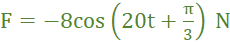 F = −8cos (20t + π/3) N